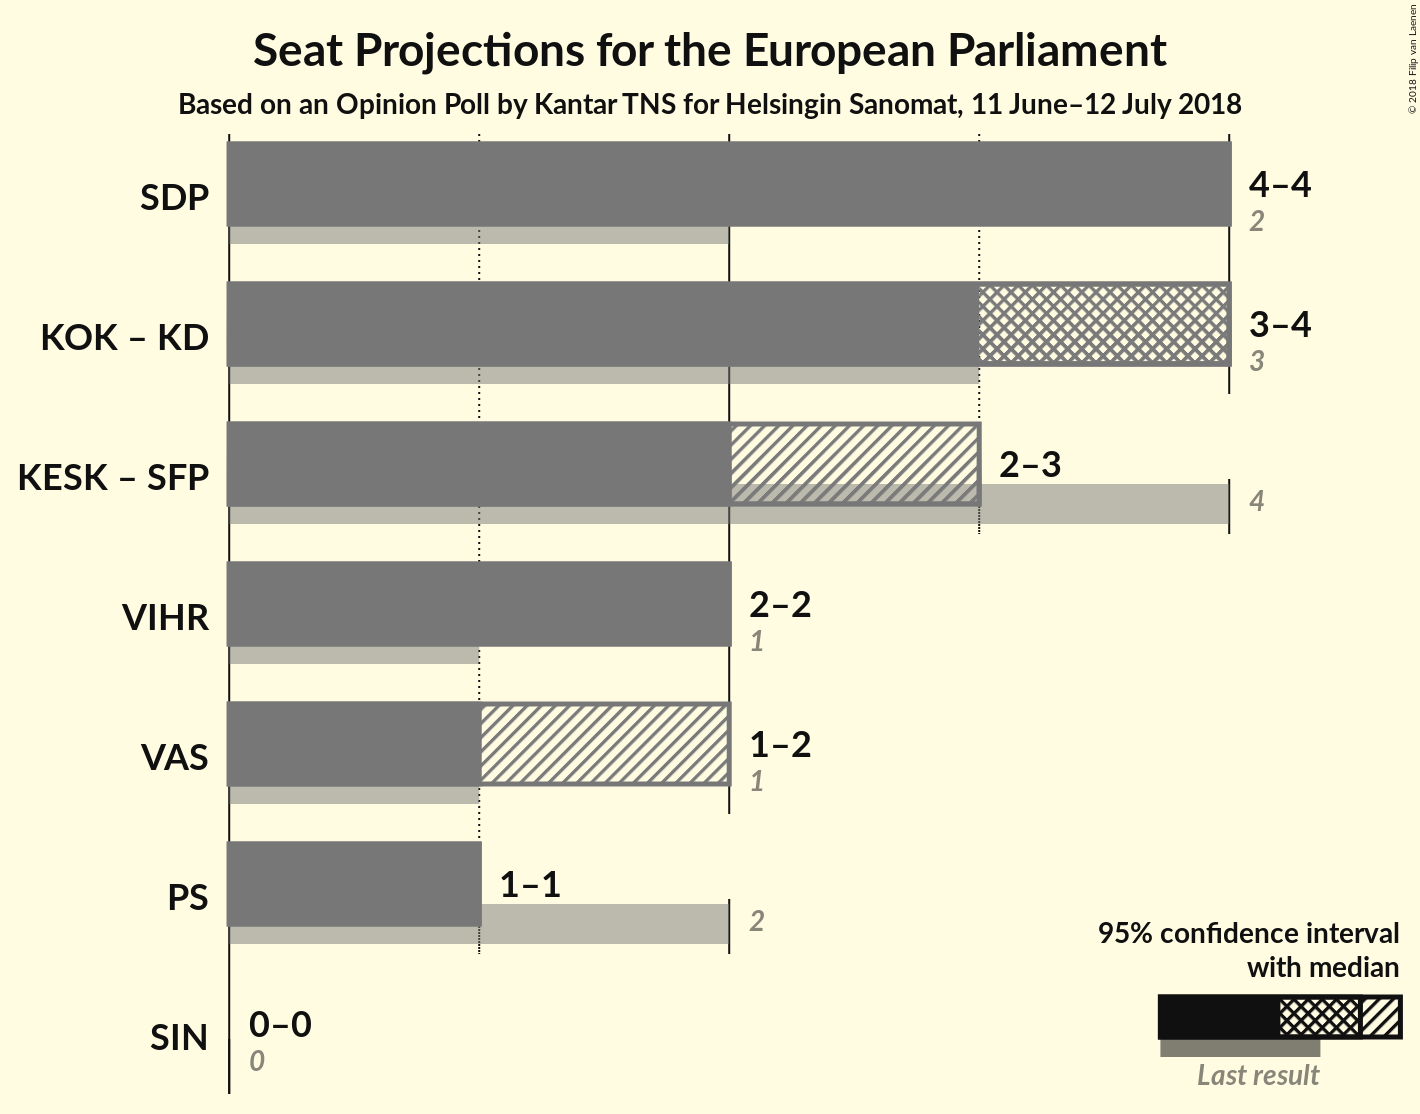 Seat Projections for the European Parliament
Based on an Opinion Poll by Kantar TNS for Helsingin Sanomat, 11 June–12 July 2018
© 2018 Filip van Laenen
SDP
4–4
2
KOK – KD
3–4
3
KESK – SFP
2–3
4
VIHR
2–2
1
VAS
1–2
1
PS
1–1
2
SIN
0–0
0
95% confidence interval
with median
Last result